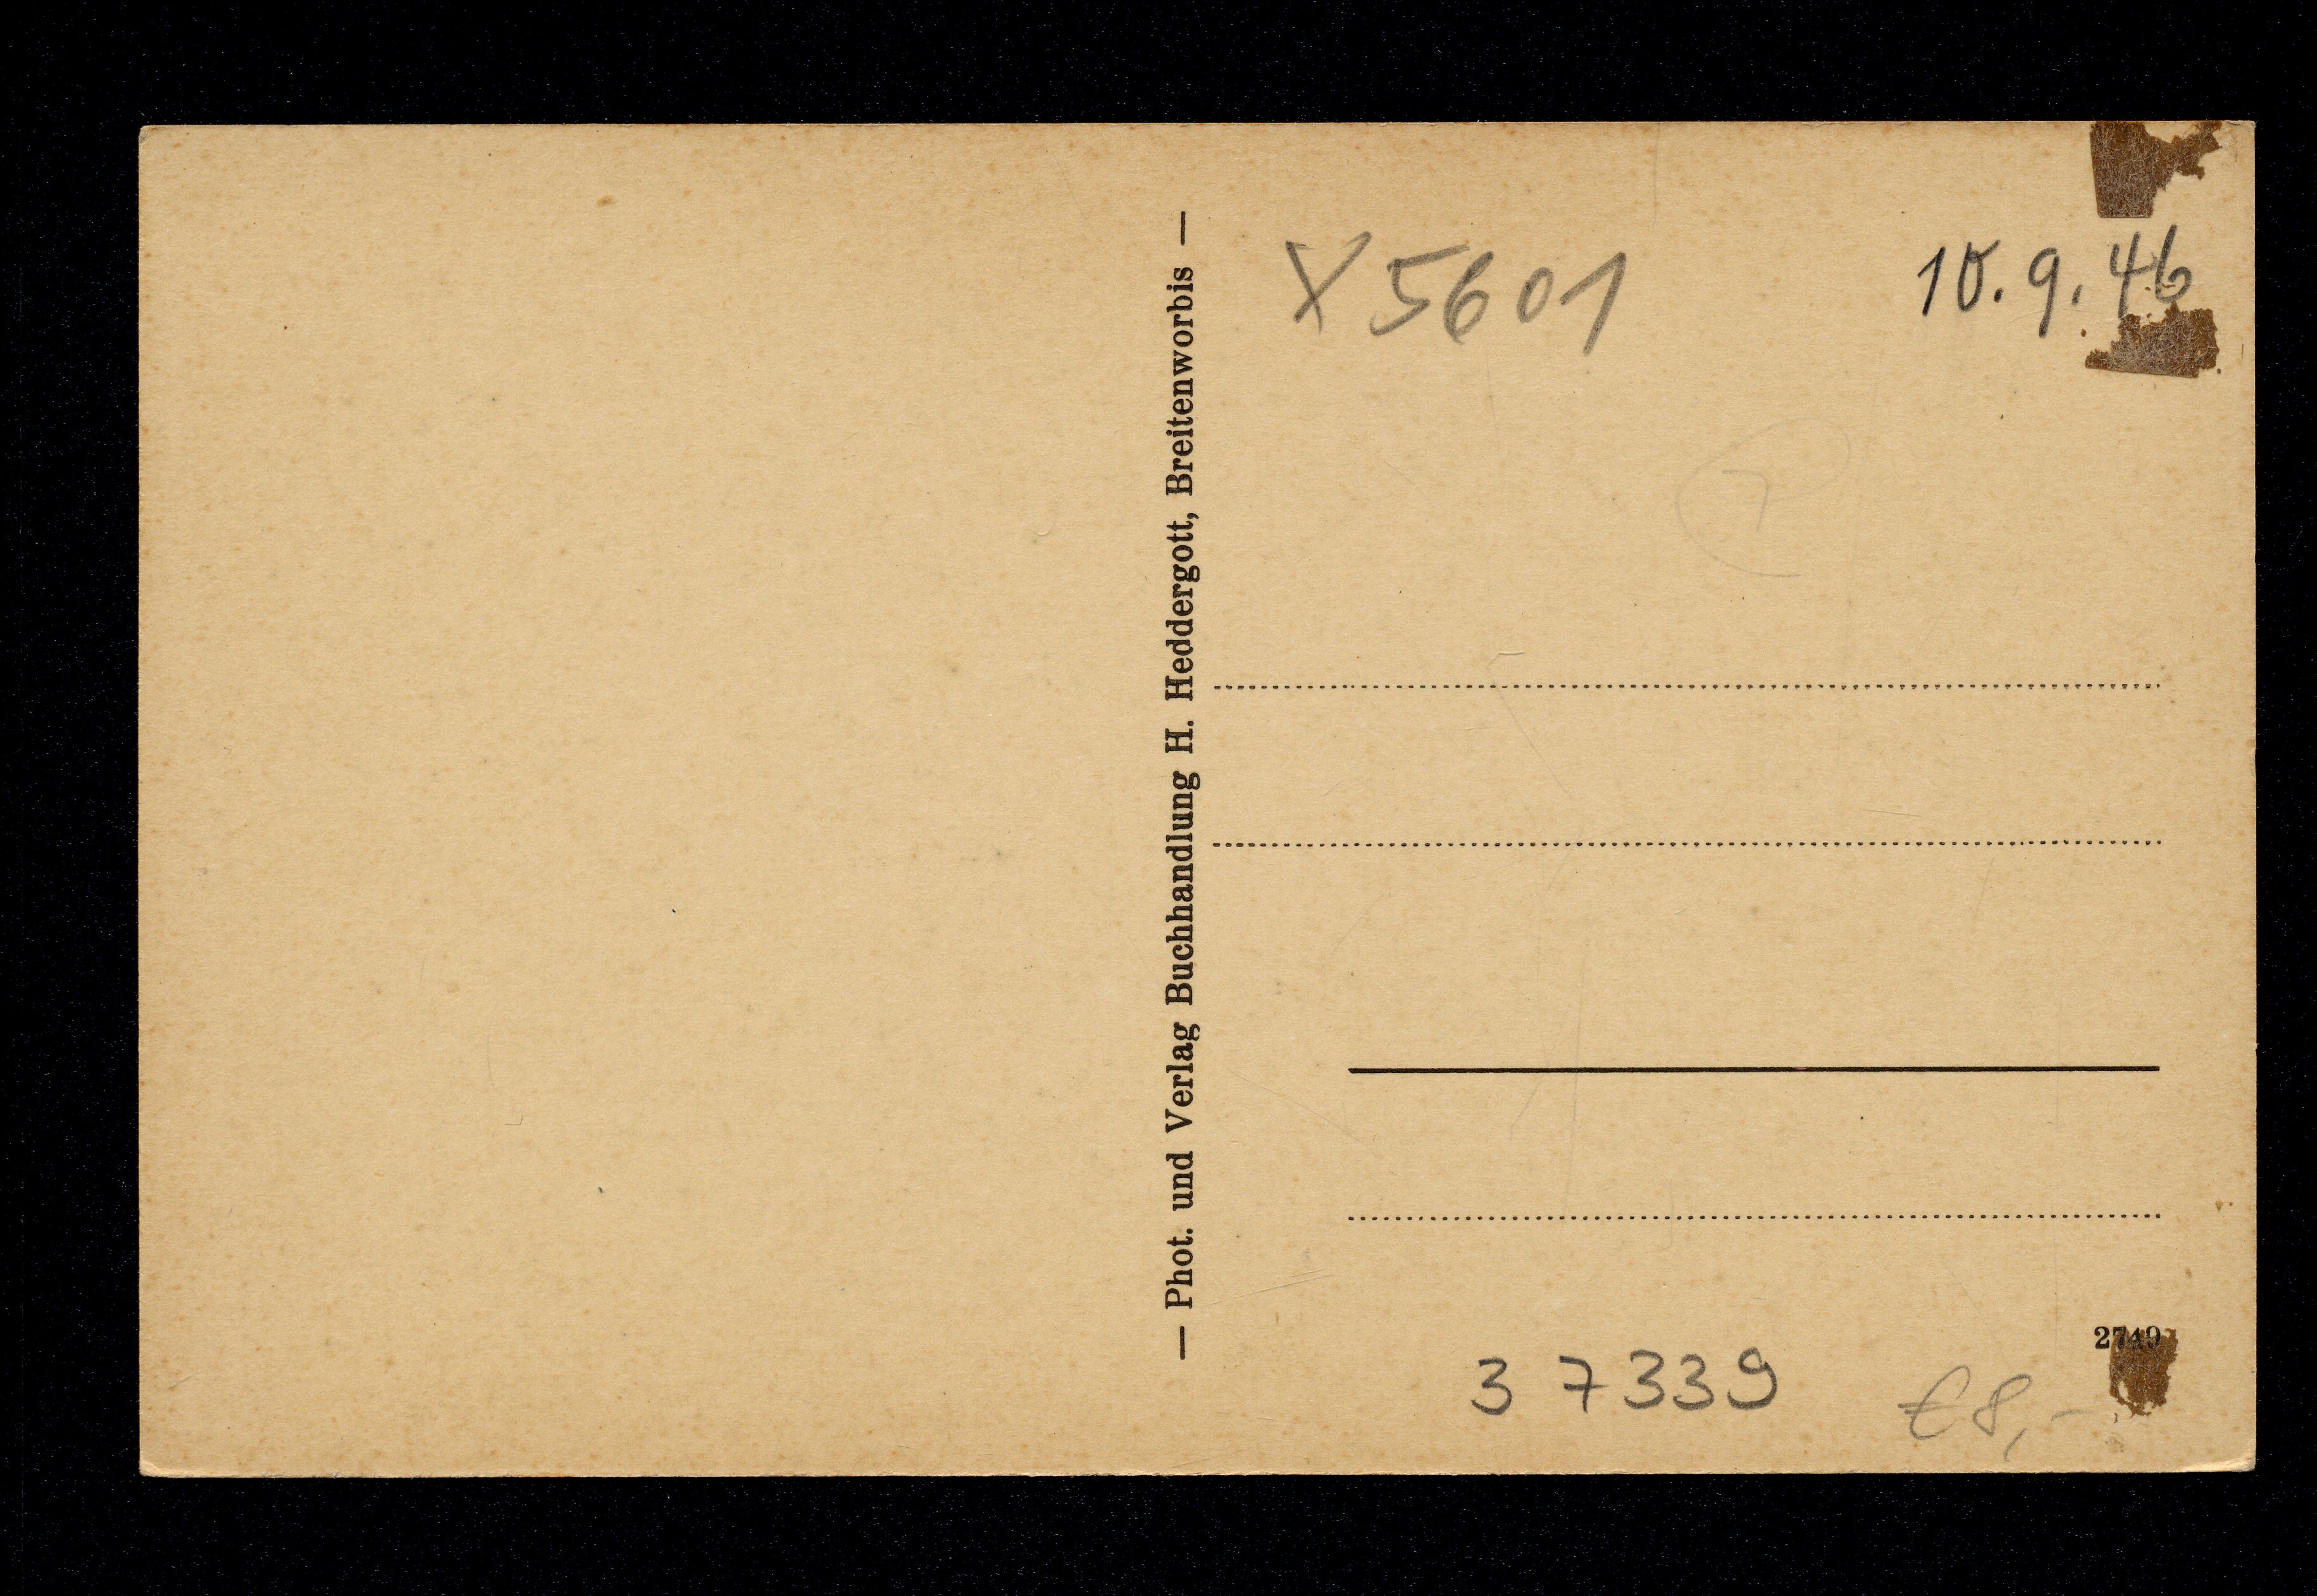 — Phot. und Verlag Buchhandlung H. Heddergott, Breitenworbis —
X 5601
10.9.46
2749
37339
€8,-